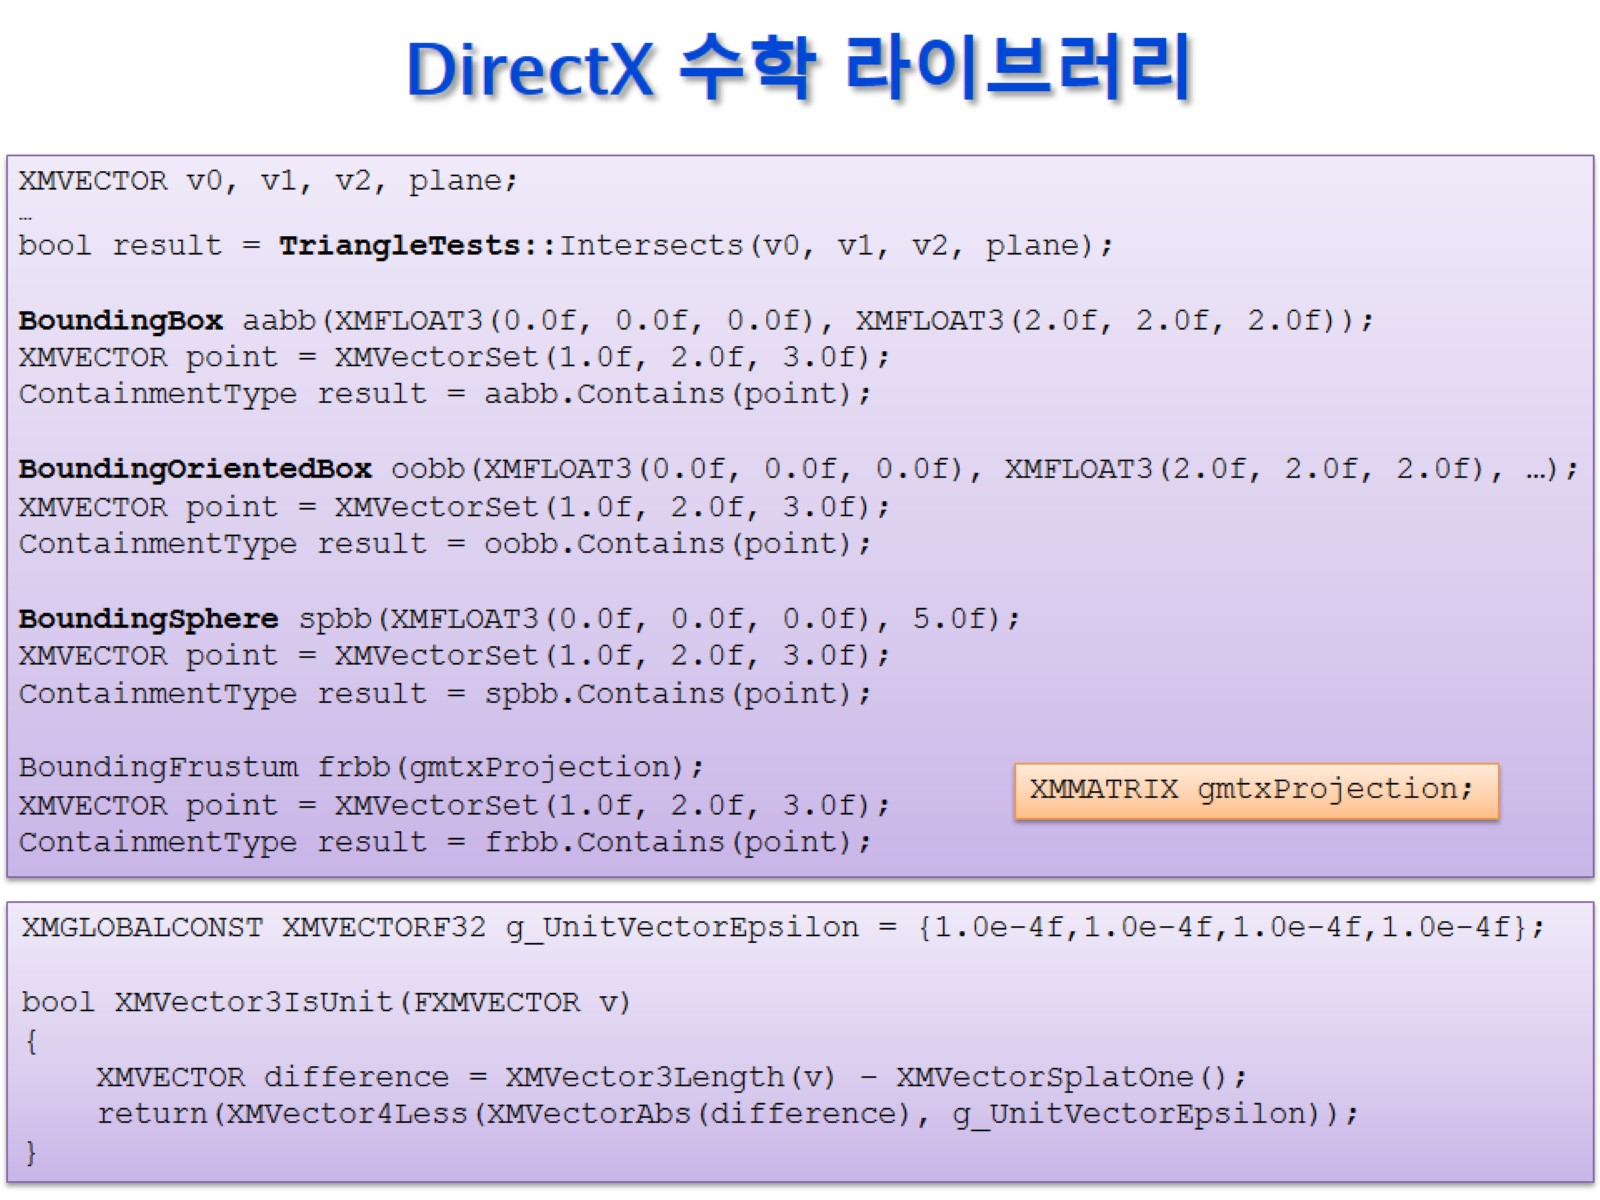 DirectX 수학 라이브러리
XMVECTOR v0, v1, v2, plane;
…
bool result = TriangleTests::Intersects(v0, v1, v2, plane);
BoundingBox aabb(XMFLOAT3(0.0f, 0.0f, 0.0f), XMFLOAT3(2.0f, 2.0f, 2.0f));
XMVECTOR point = XMVectorSet(1.0f, 2.0f, 3.0f);
ContainmentType result = aabb.Contains(point);
BoundingOrientedBox oobb(XMFLOAT3(0.0f, 0.0f, 0.0f), XMFLOAT3(2.0f, 2.0f, 2.0f), …);
XMVECTOR point = XMVectorSet(1.0f, 2.0f, 3.0f);
ContainmentType result = oobb.Contains(point);
BoundingSphere spbb(XMFLOAT3(0.0f, 0.0f, 0.0f), 5.0f);
XMVECTOR point = XMVectorSet(1.0f, 2.0f, 3.0f);
ContainmentType result = spbb.Contains(point);
BoundingFrustum frbb(gmtxProjection);
XMVECTOR point = XMVectorSet(1.0f, 2.0f, 3.0f);
ContainmentType result = frbb.Contains(point);
XMMATRIX gmtxProjection;
XMGLOBALCONST XMVECTORF32 g_UnitVectorEpsilon = {1.0e-4f,1.0e-4f,1.0e-4f,1.0e-4f};
bool XMVector3IsUnit(FXMVECTOR v)
{
    XMVECTOR difference = XMVector3Length(v) – XMVectorSplatOne();
    return(XMVector4Less(XMVectorAbs(difference), g_UnitVectorEpsilon));
}